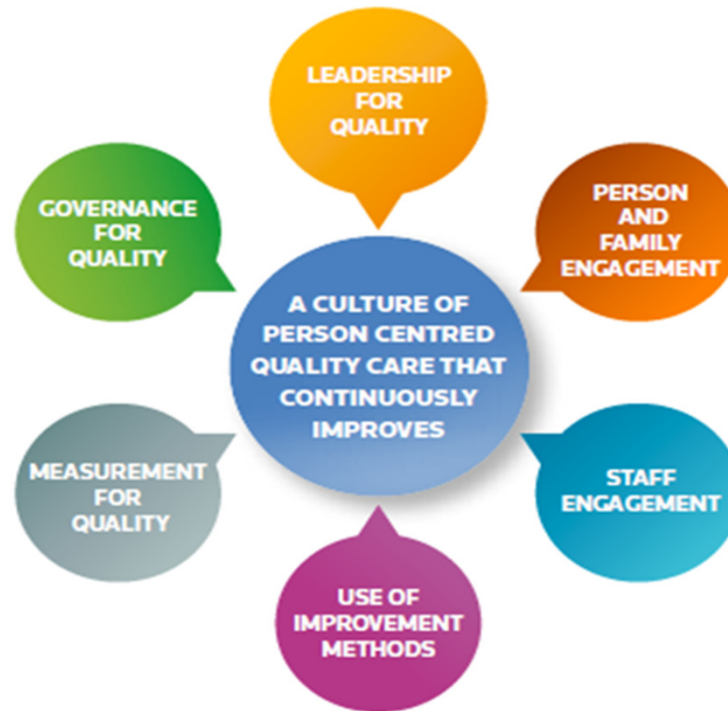 LEADERSHIP
FOR
QUALITY
PERSON
AND
FAMILY
ENGAGEMENT
STAFF
ENGAGEMENT
USE OF
IMPROVEMENT
METHODS
MEASUREMENT
FOR
QUALITY
GOVERNANCE
FOR
QUALITY
A CULTURE OF
PERSON CENTRED
QUALITY CARE THAT
CONTINUOUSLY
IMPROVES